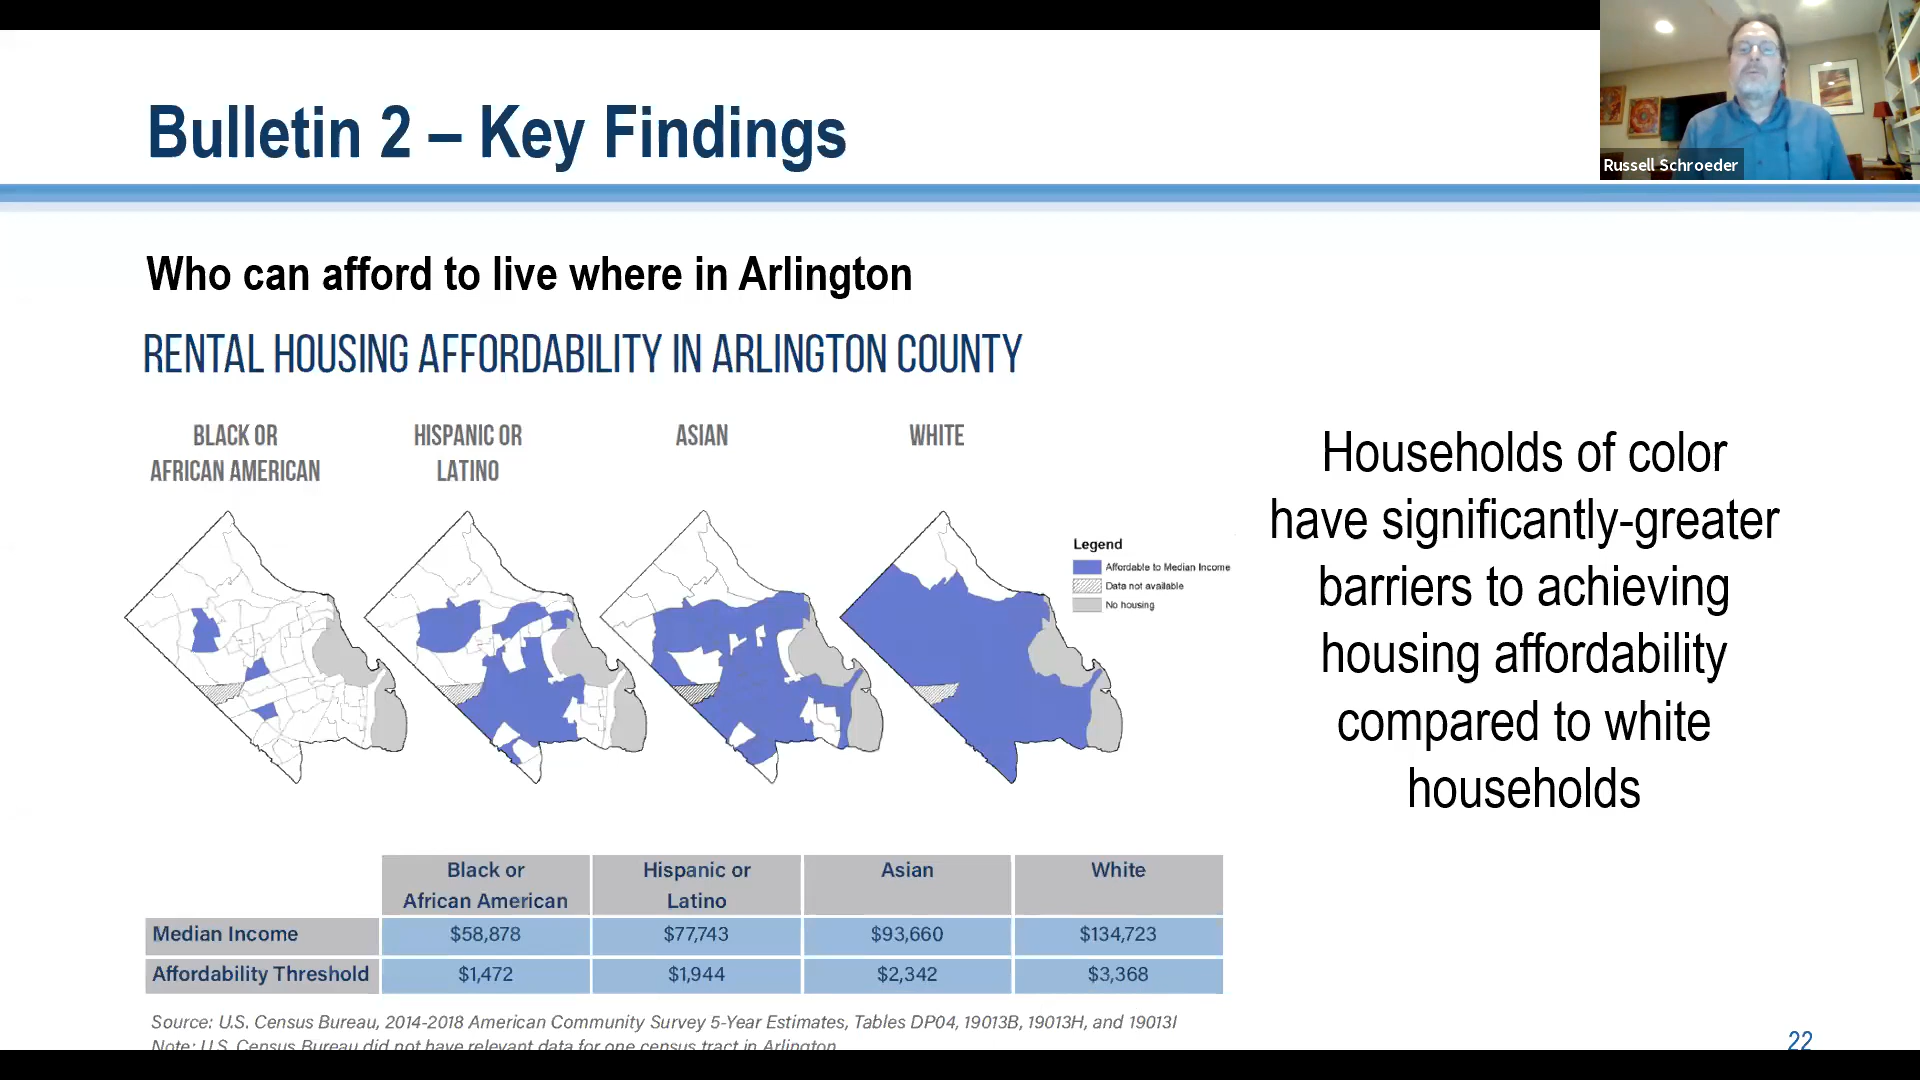 Bulletin 2 – Key Findings
Russell Schroeder
Who can afford to live where in Arlington
RENTAL HOUSING AFFORDABILITY IN ARLINGTON COUNTY
BLACK OR
AFRICAN AMERICAN
HISPANIC OR
LATINO
ASIAN
WHITE
Legend
Affordable to Median Income
Data not available
No housing
Households of color
have significantly-greater
barriers to achieving
housing affordability
compared to white
households
Black or
African American
Hispanic or
Latino
Asian
White
Median Income $58,878 $77,743 $93,660 $134,723
Affordability Threshold $1,472 $1,944 $2,342 $3,368
Source: U.S. Census Bureau, 2014-2018 American Community Survey 5-Year Estimates, Tables DP04, 19013B, 19013H, and 19013I
Note: U.S. Census Bureau did not have relevant data for one census tract in Arlington
22